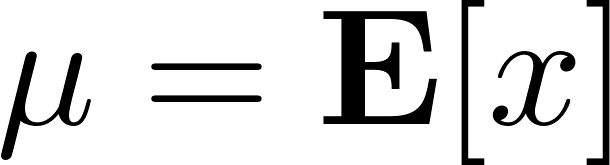 μ = E[x]